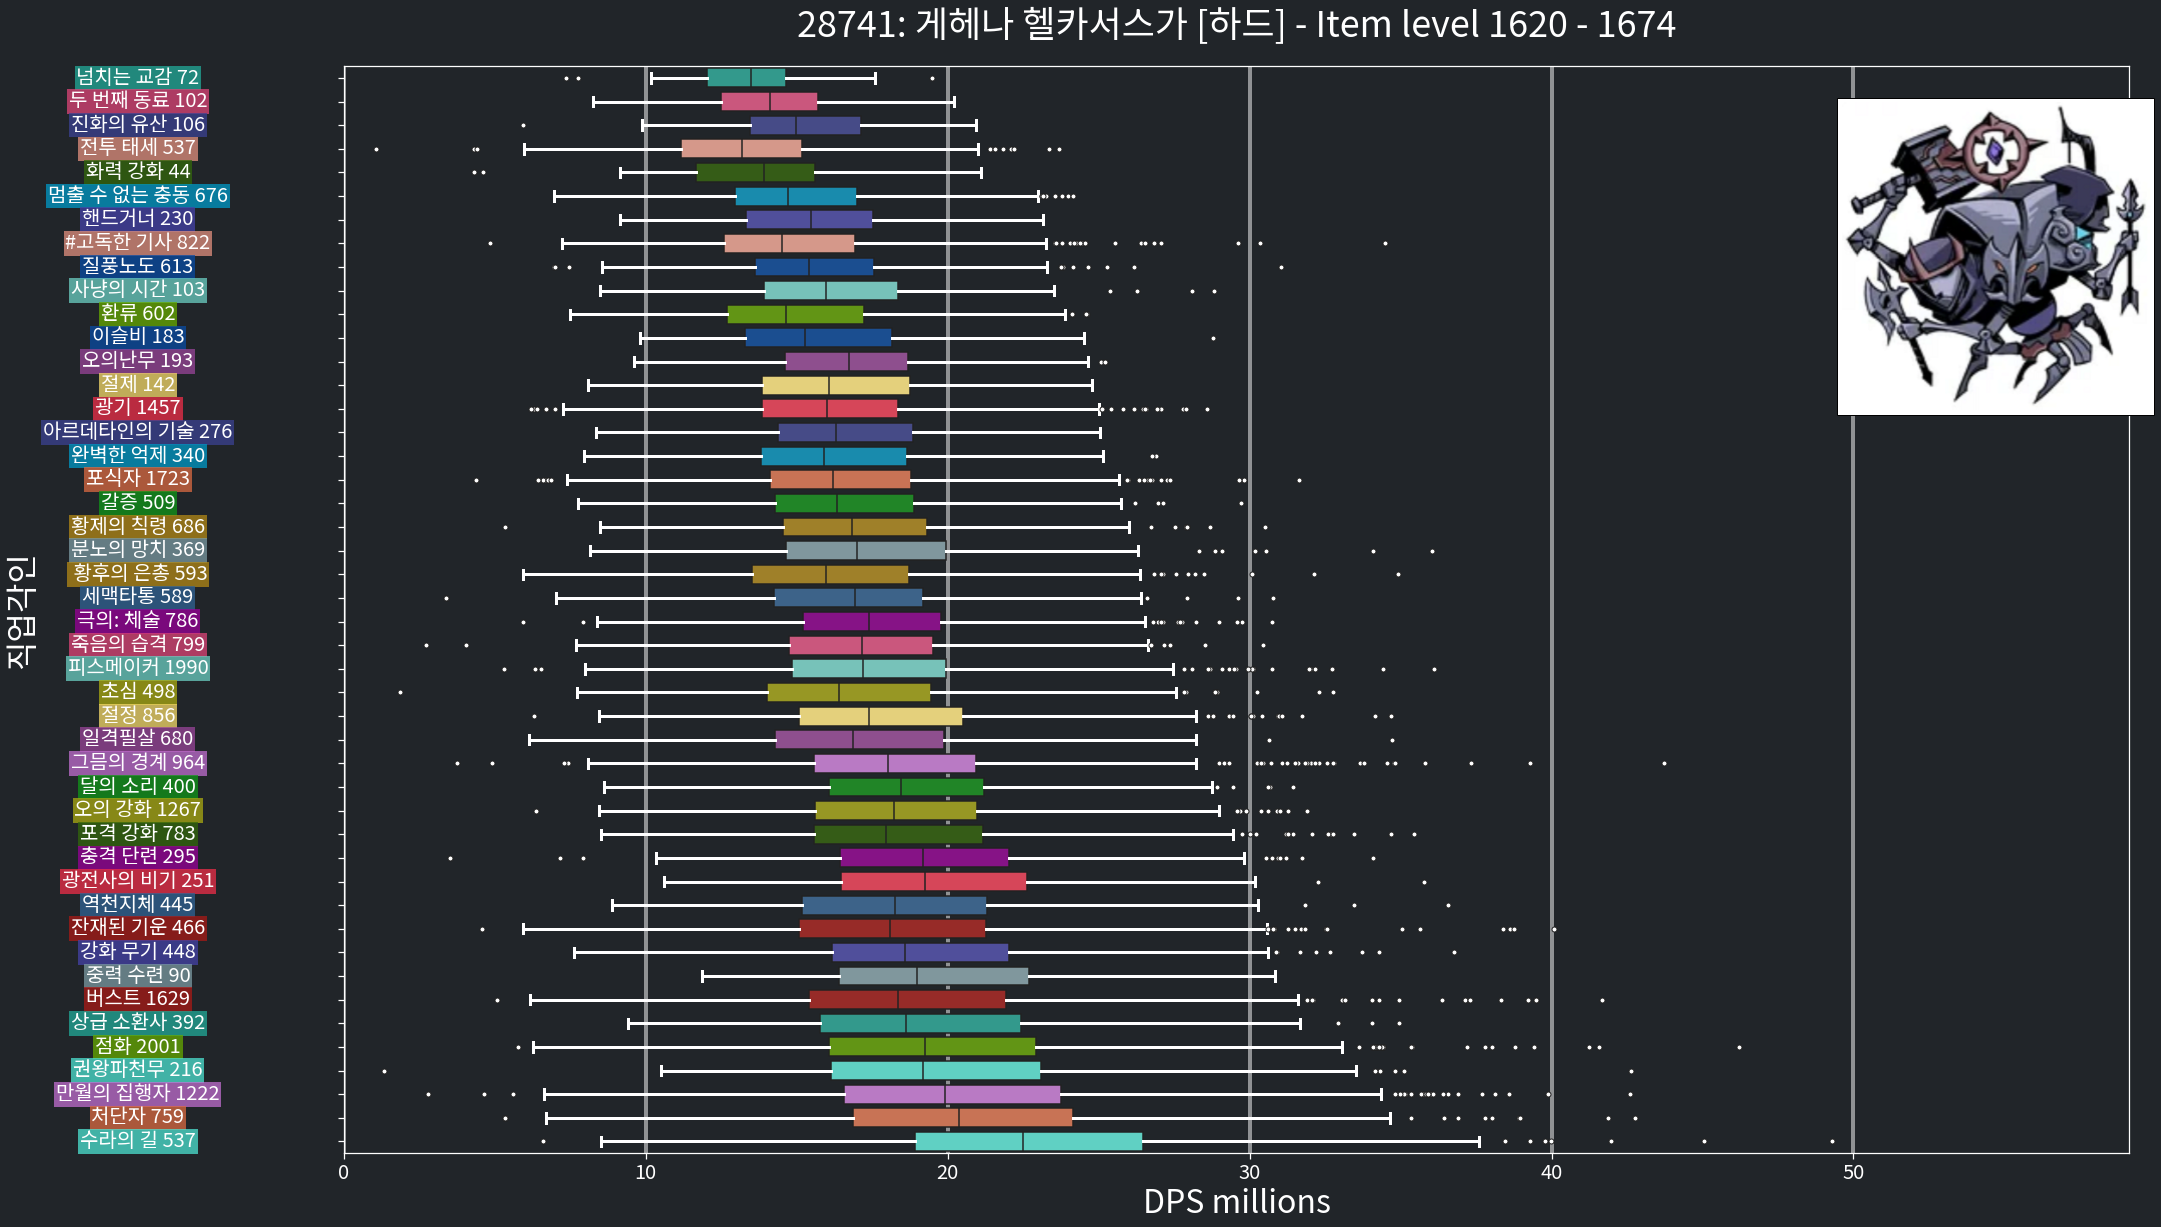 28741: 게헤나 헬카서스가 [하드] - Item level 1620 - 1674
넘치는 교감 72
두 번째 동료 102
진화의 유산 106
전투 태세 537
화력 강화 44
멈출 수 없는 충동 676
핸드거너 230
#고독한 기사 822
질풍노도 613
사냥의 시간 103
환류 602
이슬비 183
오의난무 193
절제 142
광기 1457
아르데타인의 기술 276
완벽한 억제 340
포식자 1723
갈증 509
황제의 칙령 686
분노의 망치 369
황후의 은총 593
세맥타통 589
극의: 체술 786
죽음의 습격 799
피스메이커 1990
초심 498
절정 856
일격필살 680
그믐의 경계 964
달의 소리 400
오의 강화 1267
포격 강화 783
충격 단련 295
광전사의 비기 251
역천지체 445
잔재된 기운 466
강화 무기 448
중력 수련 90
버스트 1629
상급 소환사 392
점화 2001
권왕파천무 216
만월의 집행자 1222
처단자 759
수라의 길 537
직업각인
0 10 20 30 40 50
DPS millions